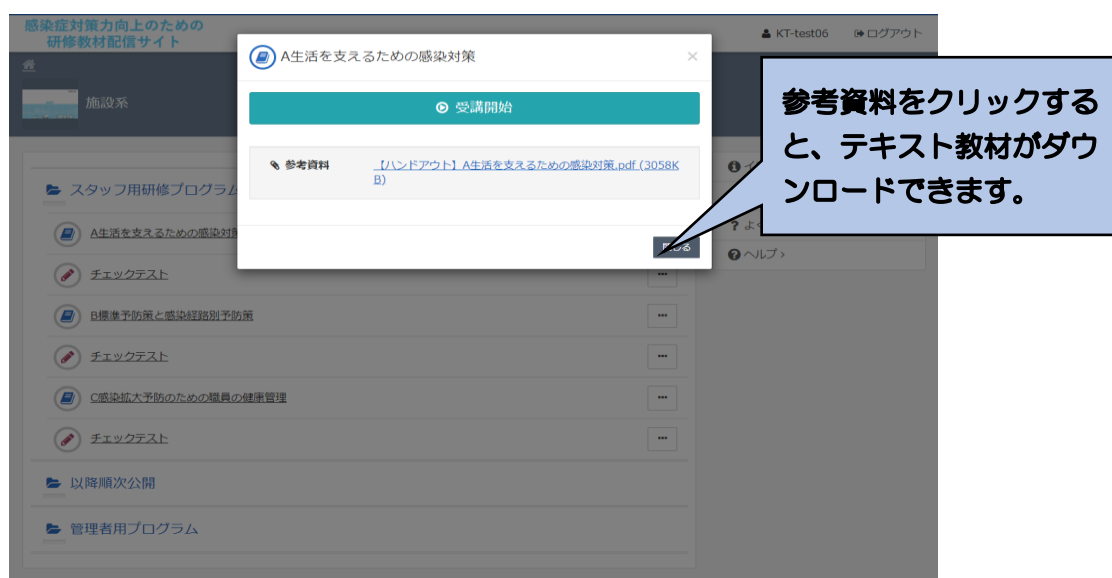 感染症対策力向上のための
研修教材配信サイト
KT-test06 ログアウト
施設系
A生活を支えるための感染対策
×
受講開始
参考資料 【ハンドアウト】A生活を支えるための感染対策.pdf (3058K
B)
閉じる
参考資料をクリックする
と、テキスト教材がダウ
ンロードできます。
スタッフ用研修プログラム
A生活を支えるための感染対策
チェックテスト
B標準予防策と感染経路別予防策
チェックテスト
C感染拡大予防のための職員の健康管理
チェックテスト
以降順次公開
管理者用プログラム
? よく
ヘルプ ›